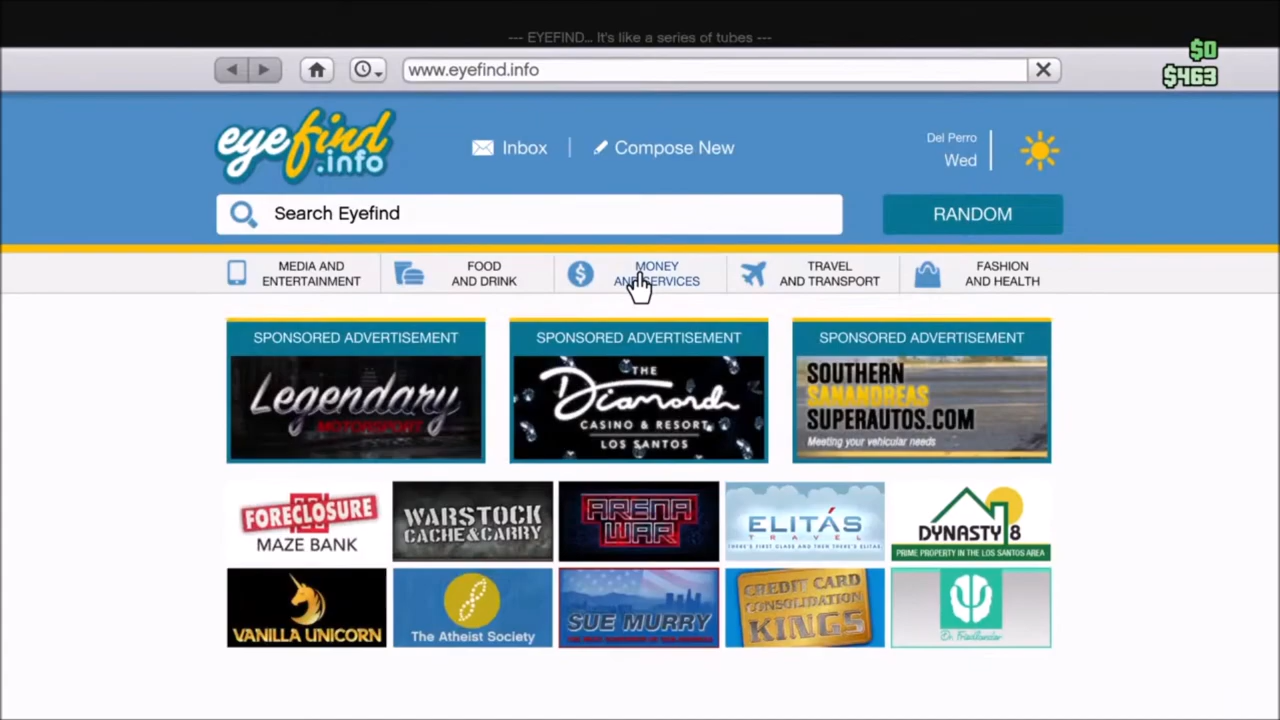 --- EYEFIND... It's like a series of tubes ---
$0
www.eyefind.info
$463
eyefind
.info
Inbox
Compose New
Del Perro
Wed
Search Eyefind
RANDOM
MEDIA AND
ENTERTAINMENT
FOOD
AND DRINK
MONEY
AND SERVICES
TRAVEL
AND TRANSPORT
FASHION
AND HEALTH
SPONSORED ADVERTISEMENT
Legendary
MOTORSPORT
SPONSORED ADVERTISEMENT
THE
Diamond
CASINO & RESORT
LOS SANTOS
SPONSORED ADVERTISEMENT
SOUTHERN
SANANDREAS
SUPERAUTOS.COM
Meeting your vehicular needs
FORECLOSURE
MAZE BANK
WARSTOCK
CACHE & CARRY
ARENA
WAR
ELITÁS
TRAVEL
THERE'S FIRST CLASS AND THEN THERE'S ELITAS
DYNASTY 8
PRIME PROPERTY IN THE LOS SANTOS AREA
VANILLA UNICORN
The Atheist Society
SUE MURRY
CREDIT CARD
CONSOLIDATION
KINGS
Dr. Friedlander